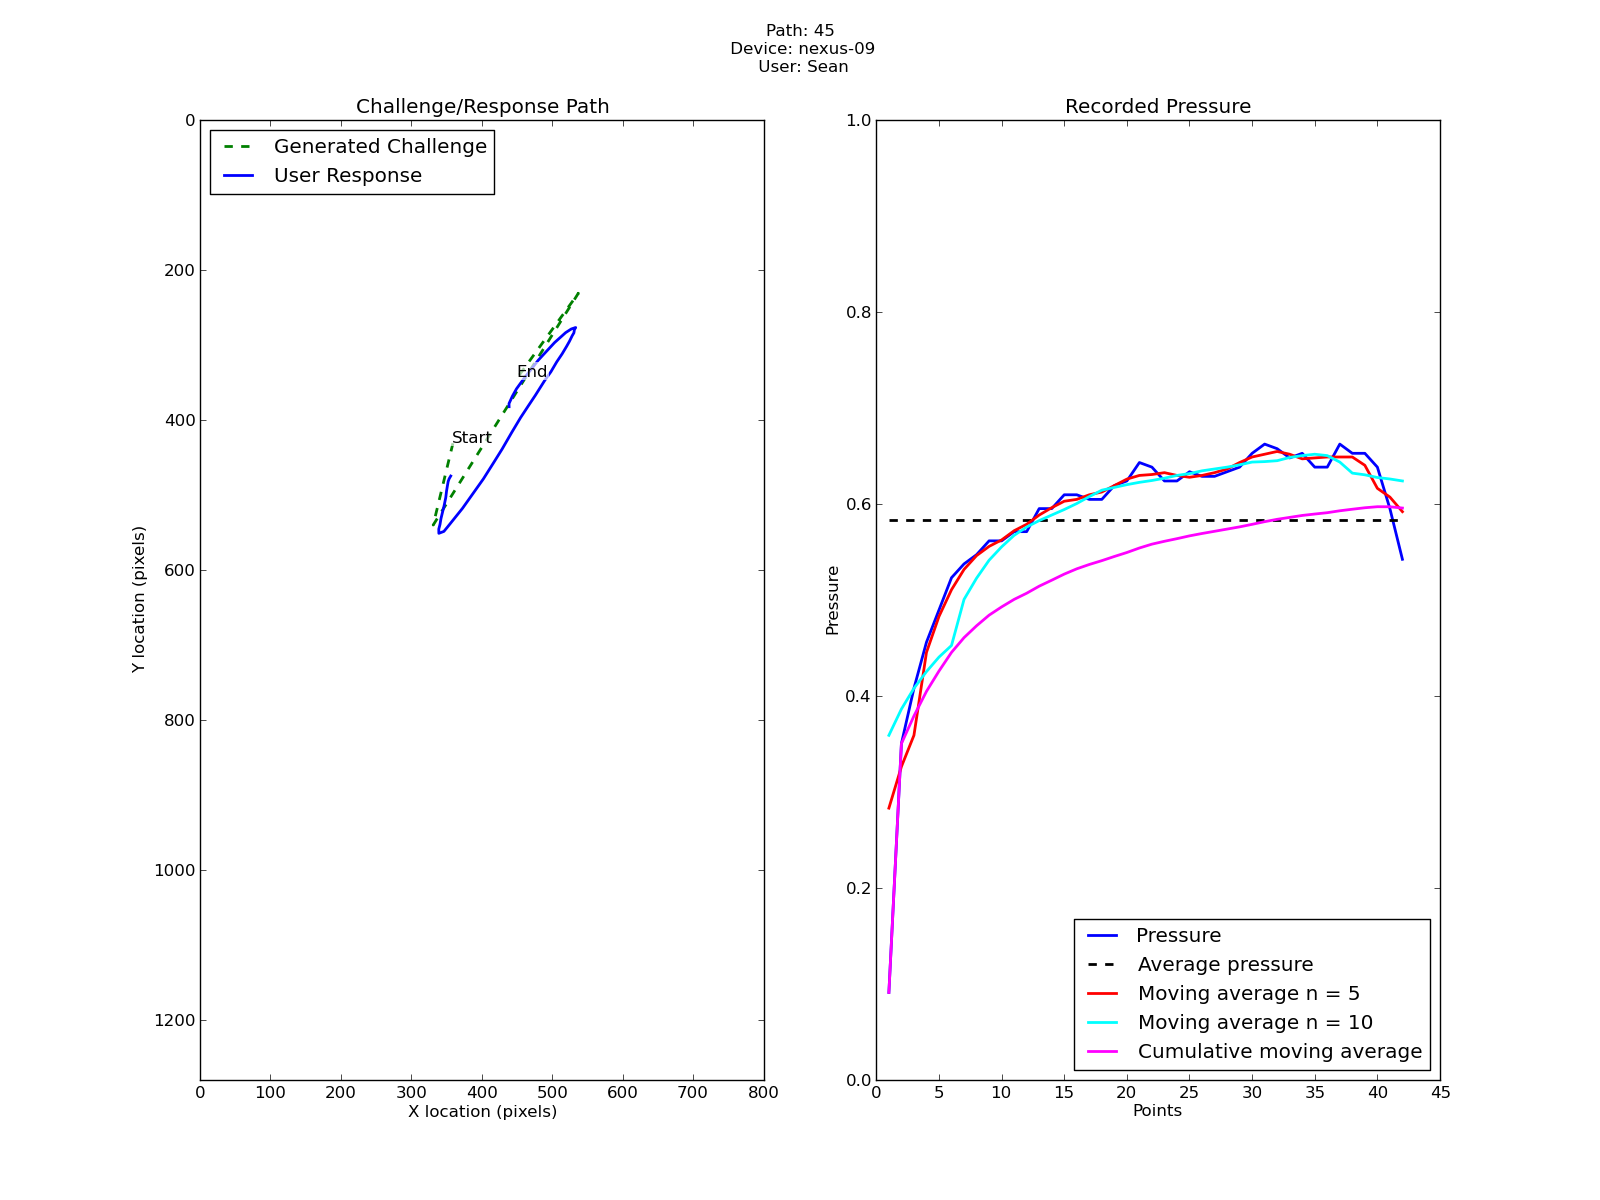 Path: 45
Device: nexus-09
User: Sean
Challenge/Response Path
Generated Challenge
User Response
0
200
400
600
800
1000
1200
Y location (pixels)
End
Start
0 100 200 300 400 500 600 700 800
X location (pixels)
Recorded Pressure
1.0
0.8
0.6
0.4
0.2
0.0
Pressure
Pressure
Average pressure
Moving average n = 5
Moving average n = 10
Cumulative moving average
0 5 10 15 20 25 30 35 40 45
Points